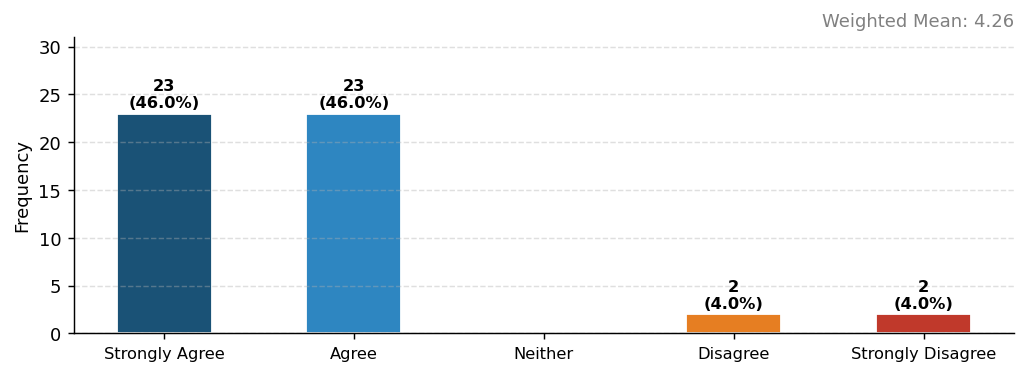 Weighted Mean: 4.26
Frequency
30
25
20
15
10
5
0
23
(46.0%)
23
(46.0%)
2
(4.0%)
2
(4.0%)
Strongly Agree
Agree
Neither
Disagree
Strongly Disagree